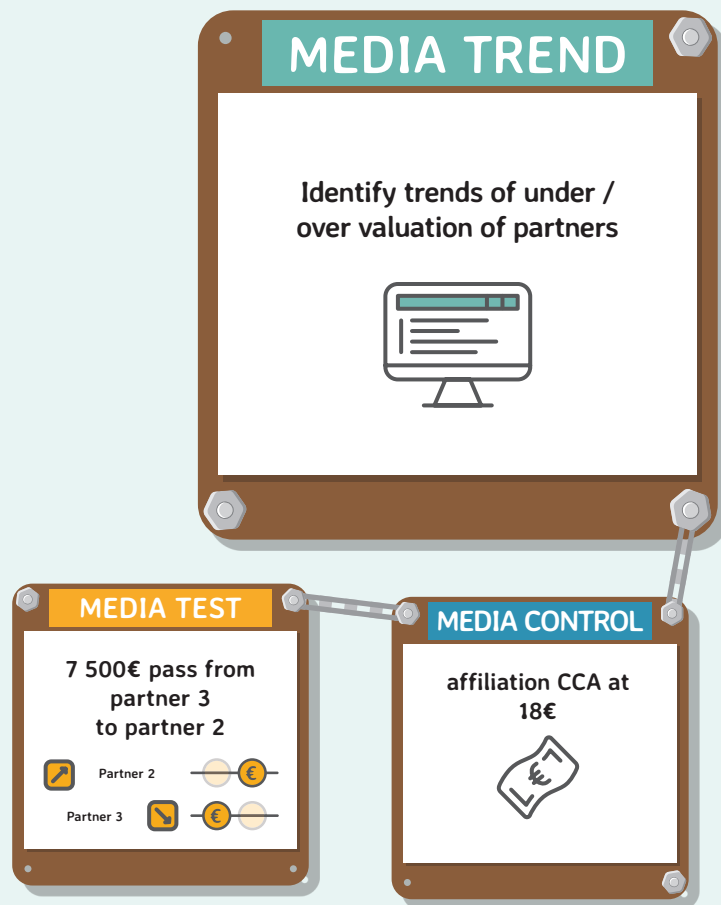 MEDIA TREND
Identify trends of under /
over valuation of partners
MEDIA TEST
7 500€ pass from
partner 3
to partner 2
Partner 2
€
Partner 3
€
MEDIA CONTROL
affiliation CCA at
18€
€